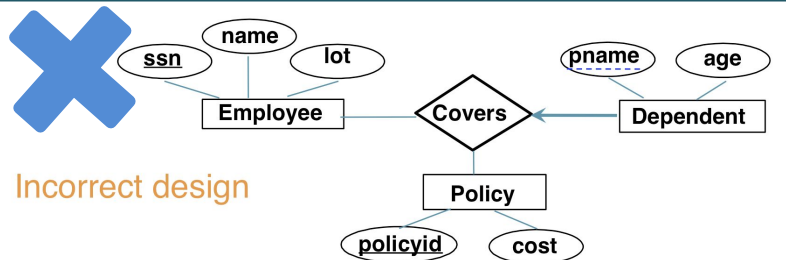 name
ssn
lot
pname
age
Employee
Covers
Dependent
Incorrect design
Policy
policyid
cost